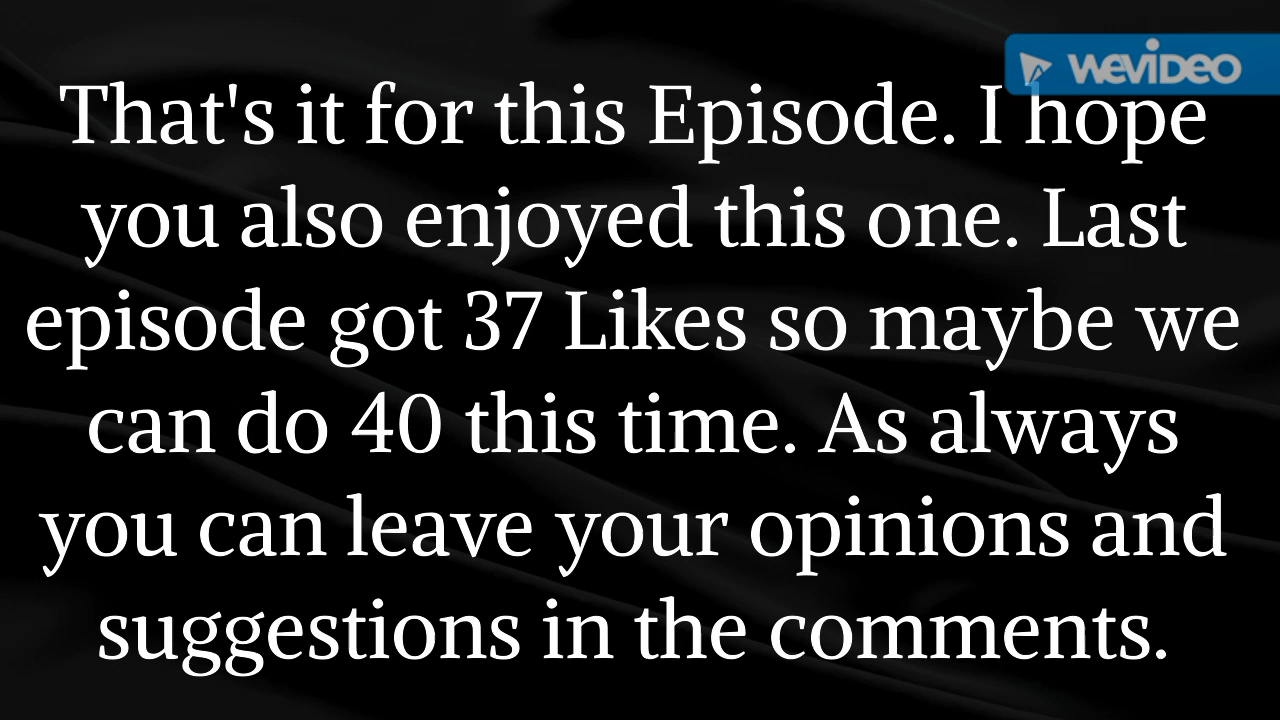 WEVIDEO
That's it for this Episode. I hope
you also enjoyed this one. Last
episode got 37 Likes so maybe we
can do 40 this time. As always
you can leave your opinions and
suggestions in the comments.